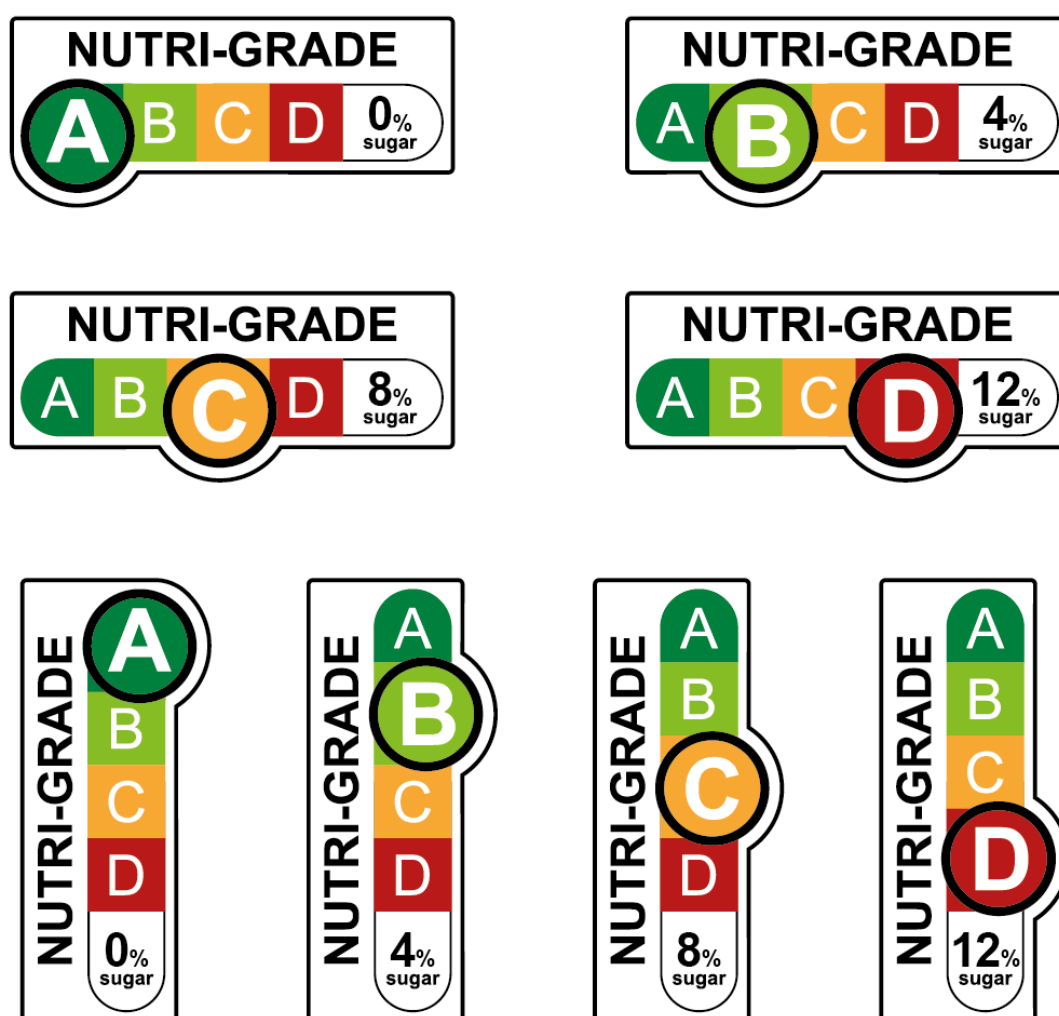 NUTRI-GRADE
A B C D 0% sugar
NUTRI-GRADE
A B C D 4% sugar
NUTRI-GRADE
A B C D 8% sugar
NUTRI-GRADE
A B C D 12% sugar
NUTRI-GRADE
A
B
C
D
0%
sugar
NUTRI-GRADE
A
B
C
D
4%
sugar
NUTRI-GRADE
A
B
C
D
8%
sugar
NUTRI-GRADE
A
B
C
D
12%
sugar